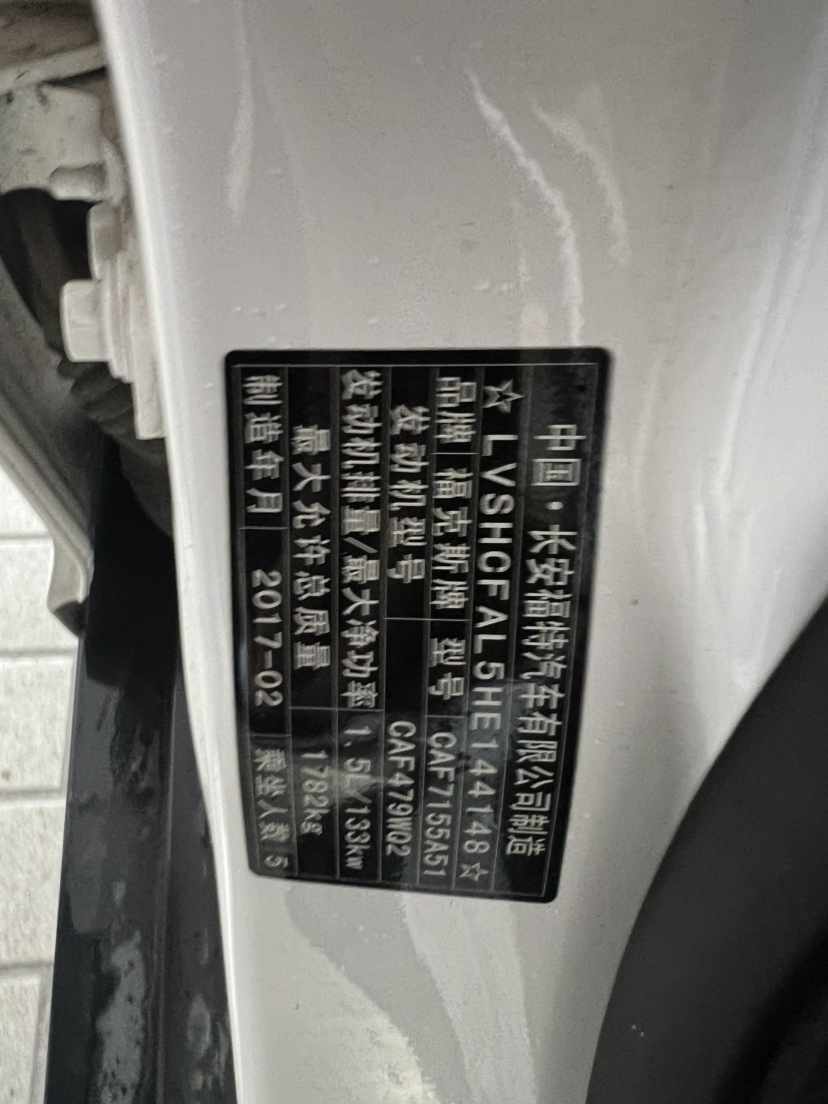 中国·长安福特汽车有限公司制造
☆LVSHCFAL5HE144148☆
品牌 福克斯牌 型号 CAF7155A51
发动机型号 CAF479WQ2
发动机排量/最大净功率 1.5L/133kw
最大允许总质量 1782kg
制造年月 2017-02 乘坐人数 5